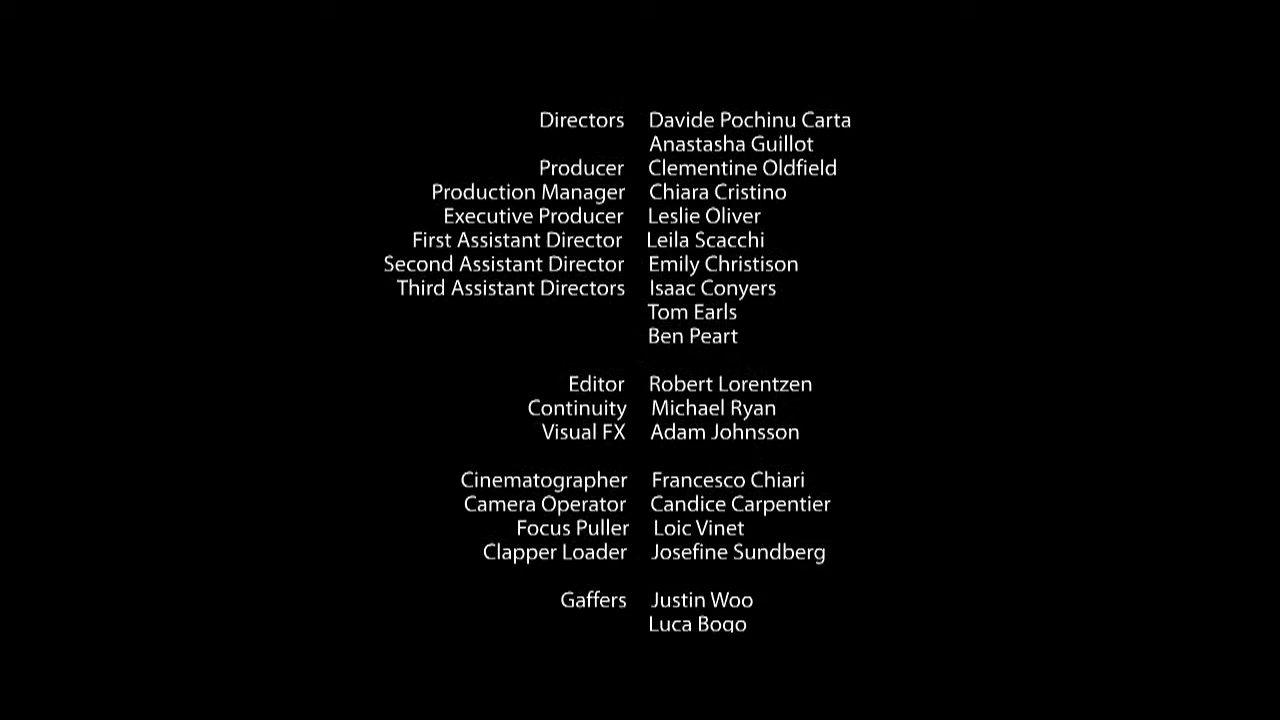 Directors Davide Pochinu Carta
Anastasha Guillot
Producer Clementine Oldfield
Production Manager Chiara Cristino
Executive Producer Leslie Oliver
First Assistant Director Leila Scacchi
Second Assistant Director Emily Christison
Third Assistant Directors Isaac Conyers
Tom Earls
Ben Peart
Editor Robert Lorentzen
Continuity Michael Ryan
Visual FX Adam Johnsson
Cinematographer Francesco Chiari
Camera Operator Candice Carpentier
Focus Puller Loic Vinet
Clapper Loader Josefine Sundberg
Gaffers Justin Woo
Luca Bogo